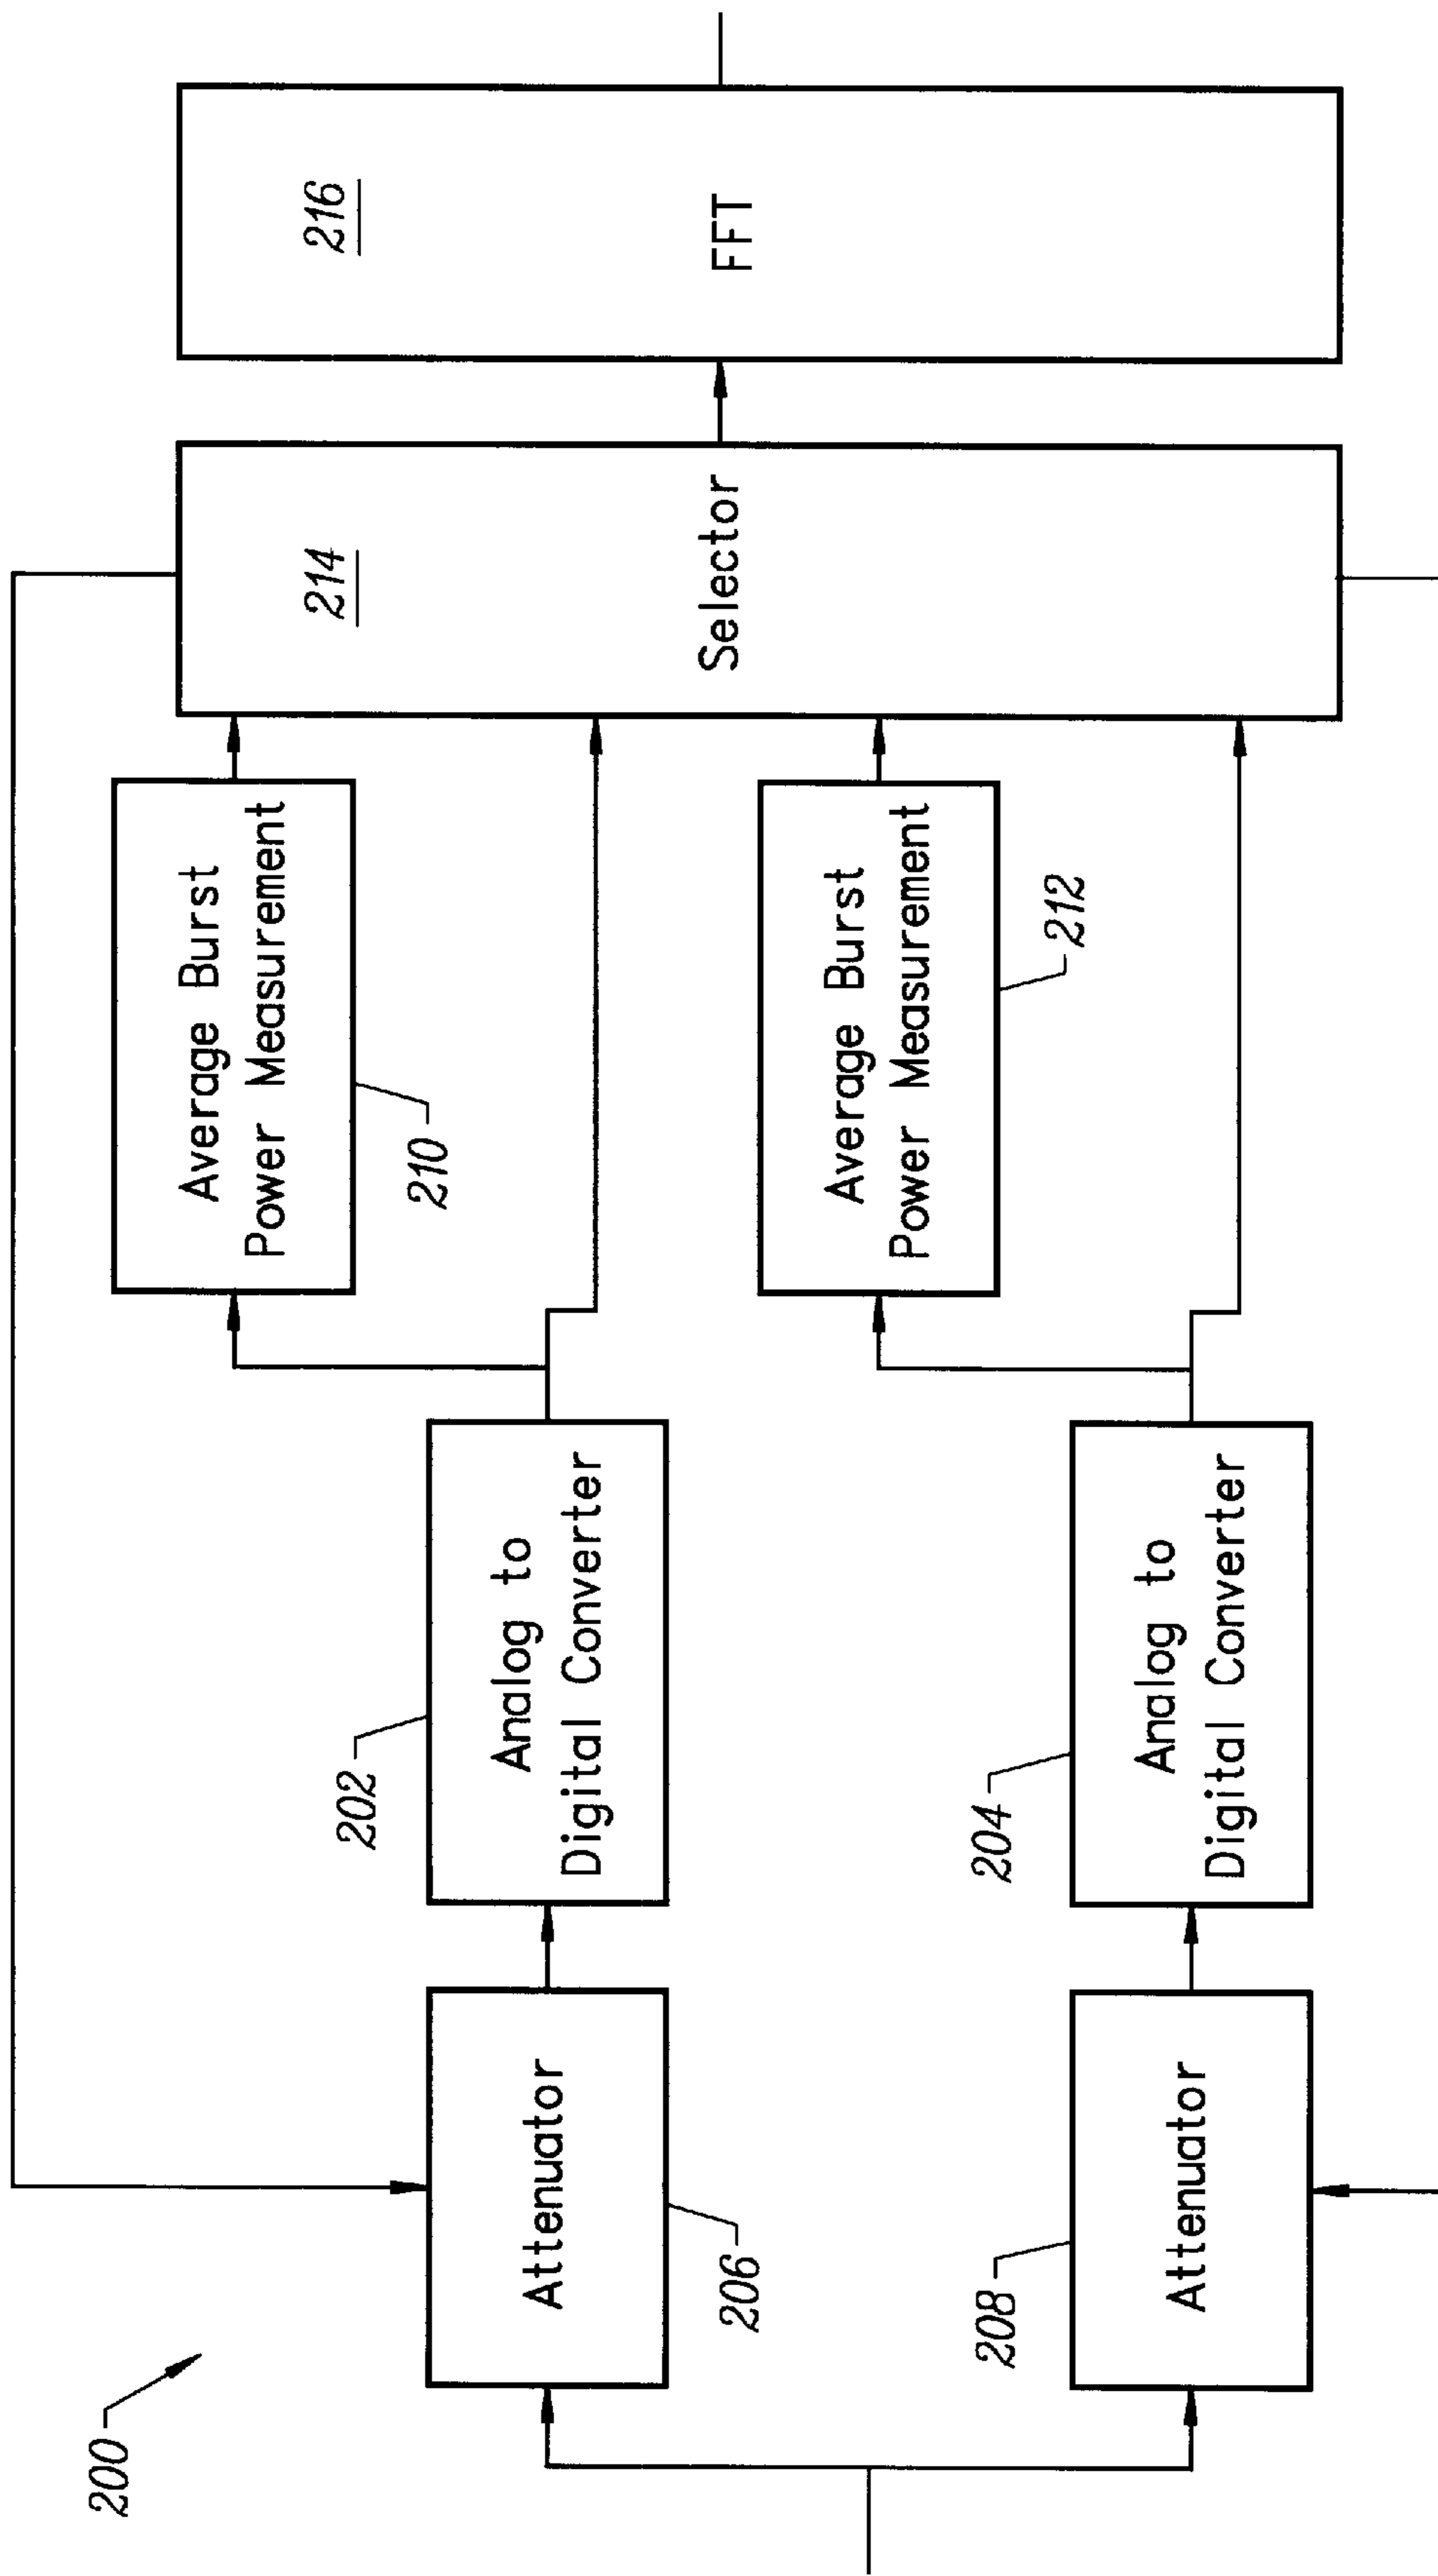 200
Attenuator
206
202
Analog to
Digital Converter
Average Burst
Power Measurement
210
214
Selector
216
FFT
208
Attenuator
204
Analog to
Digital Converter
Average Burst
Power Measurement
212